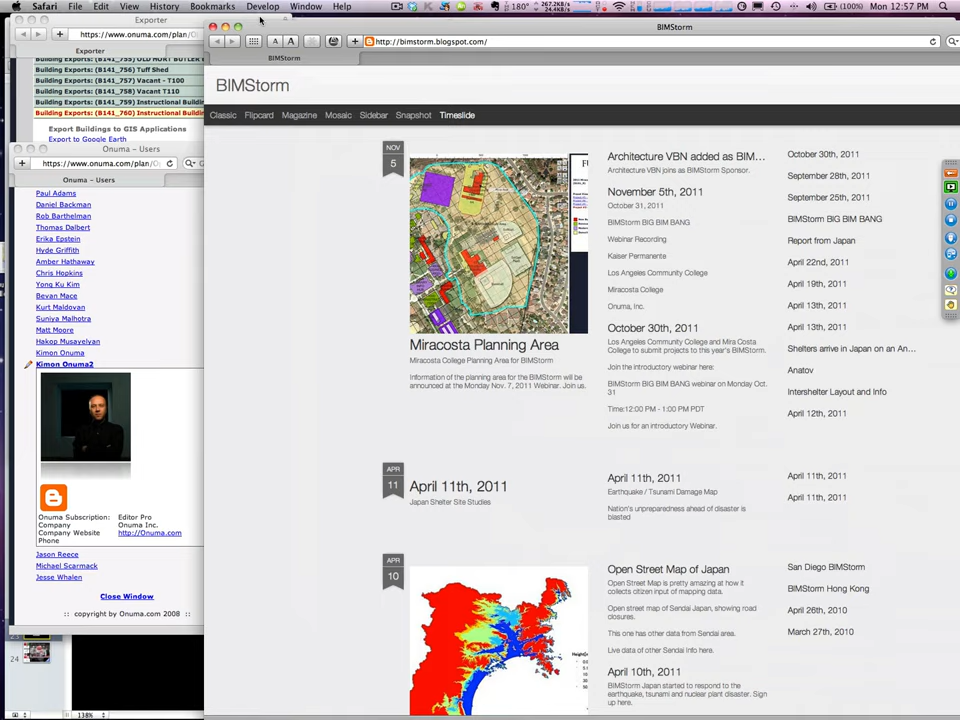 Safari File Edit View History Bookmarks Develop Window Help
180° 267.2KB/s 24.4KB/s (100%) Mon 12:57 PM
Exporter
https://www.onuma.com/plan/
Exporter
Building Exports: (B141_755) OLD HORT BUTLER
Building Exports: (B141_756) Tuff Shed
Building Exports: (B141_757) Vacant - T100
Building Exports: (B141_758) Vacant T110
Building Exports: (B141_759) Instructional Buildin
Building Exports: (B141_760) Instructional Buildin
Export Buildings to GIS Applications
Export to Google Earth
Onuma – Users
https://www.onuma.com/plan/O
Onuma – Users
Paul Adams
Daniel Backman
Rob Barthelman
Thomas Dalbert
Erika Epstein
Hyde Griffith
Amber Hathaway
Chris Hopkins
Yong Ku Kim
Bevan Mace
Kurt Maldovan
Suniya Malhotra
Matt Moore
Hakop Musayelyan
Kimon Onuma
Kimon Onuma2
Onuma Subscription: Editor Pro
Company Onuma Inc.
Company Website http://Onuma.com
Phone
Jason Reece
Michael Scarmack
Jesse Whalen
Close Window
:: copyright by Onuma.com 2008 ::
24
138%
BIMStorm
A A
http://bimstorm.blogspot.com/
BIMStorm
BIMStorm
Classic Flipcard Magazine Mosaic Sidebar Snapshot Timeslide
NOV
5
Miracosta Planning Area
Miracosta College Planning Area for BIMStorm
Information of the planning area for the BIMStorm will be
announced at the Monday Nov. 7, 2011 Webinar. Join us.
Architecture VBN added as BIM...
Architecture VBN joins as BIMStorm Sponsor.
November 5th, 2011
October 31, 2011
BIMStorm BIG BIM BANG
Webinar Recording
Kaiser Permanente
Los Angeles Community College
Miracosta College
Onuma, Inc.
October 30th, 2011
Los Angeles Community College and Mira Costa
College to submit projects to this year's BIMStorm.
Join the introductory webinar here:
BIMStorm BIG BIM BANG webinar on Monday Oct.
31
Time:12:00 PM - 1:00 PM PDT
Join us for an introductory Webinar.
October 30th, 2011
September 28th, 2011
September 25th, 2011
BIMStorm BIG BIM BANG
Report from Japan
April 22nd, 2011
April 19th, 2011
April 13th, 2011
April 13th, 2011
Shelters arrive in Japan on an An...
Anatov
Intershelter Layout and Info
April 12th, 2011
APR
11
April 11th, 2011
Japan Shelter Site Studies
April 11th, 2011
Earthquake / Tsunami Damage Map
Nation's unpreparedness ahead of disaster is
blasted
April 11th, 2011
April 11th, 2011
APR
10
Open Street Map of Japan
Open Street Map is pretty amazing at how it
collects citizen input of mapping data.
Open street map of Sendai Japan, showing road
closures.
This one has other data from Sendai area.
Live data of other Sendai Info here.
April 10th, 2011
BIMStorm Japan started to respond to the
earthquake, tsunami and nuclear plant disaster. Sign
up here.
San Diego BIMStorm
BIMStorm Hong Kong
April 26th, 2010
March 27th, 2010